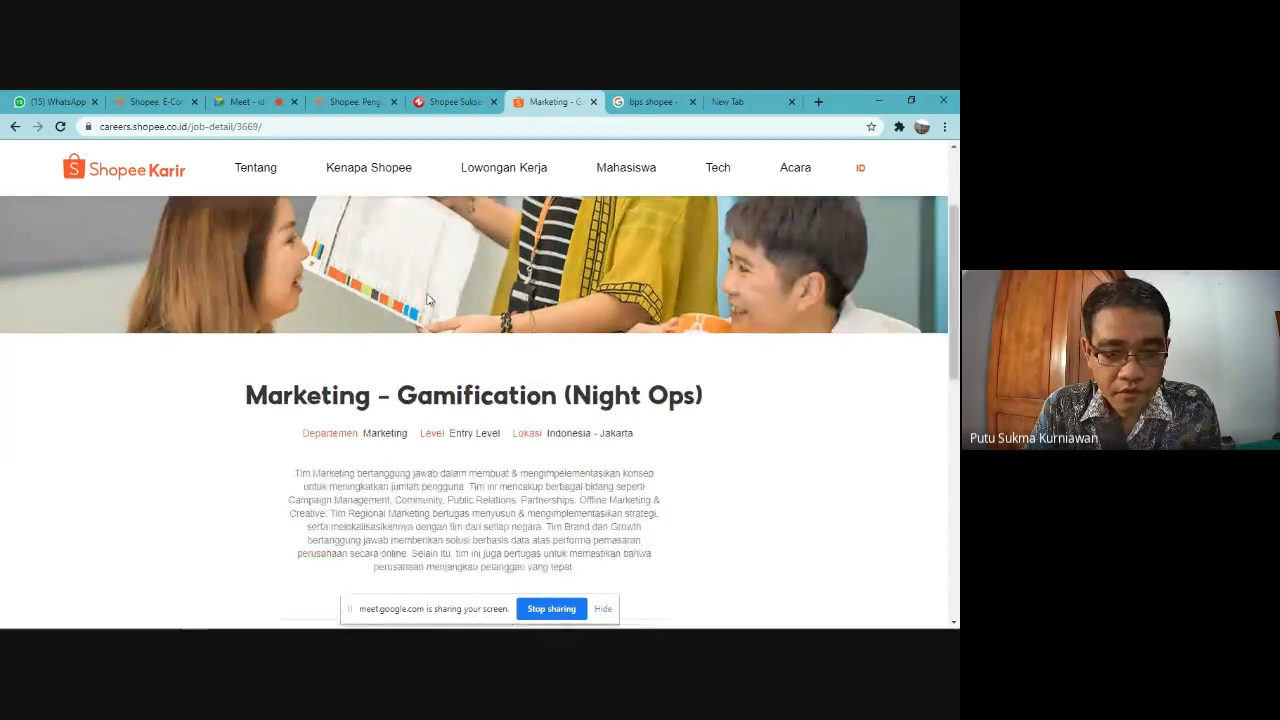 (15) WhatsApp
Shopee, E-Co
Meet - id
Shopee, Peng
Shopee Sukse
Marketing - G
bps shopee -
New Tab
careers.shopee.co.id/job-detail/3669/
Shopee Karir
Tentang
Kenapa Shopee
Lowongan Kerja
Mahasiswa
Tech
Acara
ID
Marketing - Gamification (Night Ops)
Departemen Marketing Level Entry Level Lokasi Indonesia - Jakarta
Tim Marketing bertanggung jawab dalam membuat & mengimpelementasikan konsep
untuk meningkatkan jumlah pengguna. Tim ini mencakup berbagai bidang seperti
Campaign Management, Community, Public Relations, Partnerships, Offline Marketing &
Creative. Tim Regional Marketing bertugas menyusun & mengimplementasikan strategi,
serta melokalisasikannya dengan tim dari setiap negara. Tim Brand dan Growth
bertanggung jawab memberikan solusi berbasis data atas performa pemasaran
perusahaan secara online. Selain itu, tim ini juga bertugas untuk memastikan bahwa
perusahaan menjangkau pelanggan yang tepat
meet.google.com is sharing your screen.
Stop sharing
Hide
Putu Sukma Kurniawan